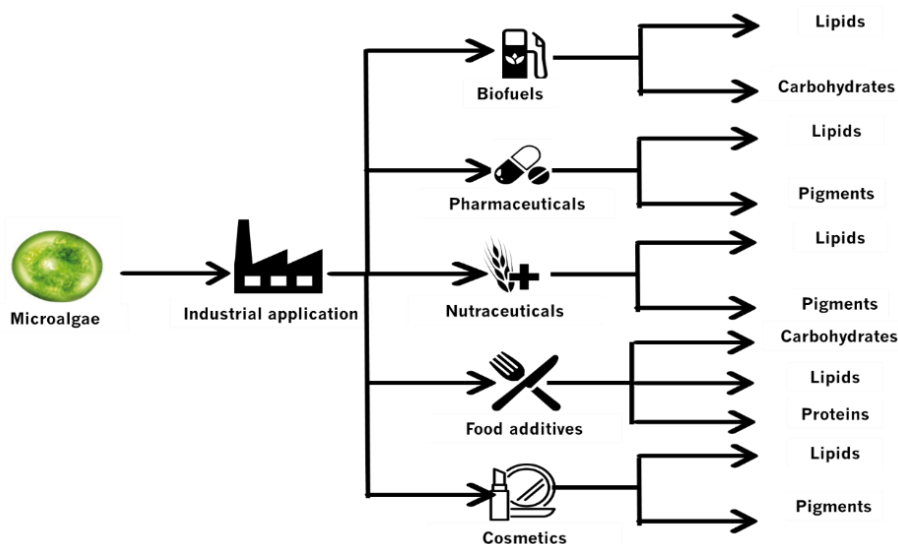 Lipids
Biofuels
Carbohydrates
Lipids
Pharmaceuticals
Pigments
Lipids
Microalgae
Industrial application
Nutraceuticals
Pigments
Carbohydrates
Lipids
Food additives
Proteins
Lipids
Cosmetics
Pigments